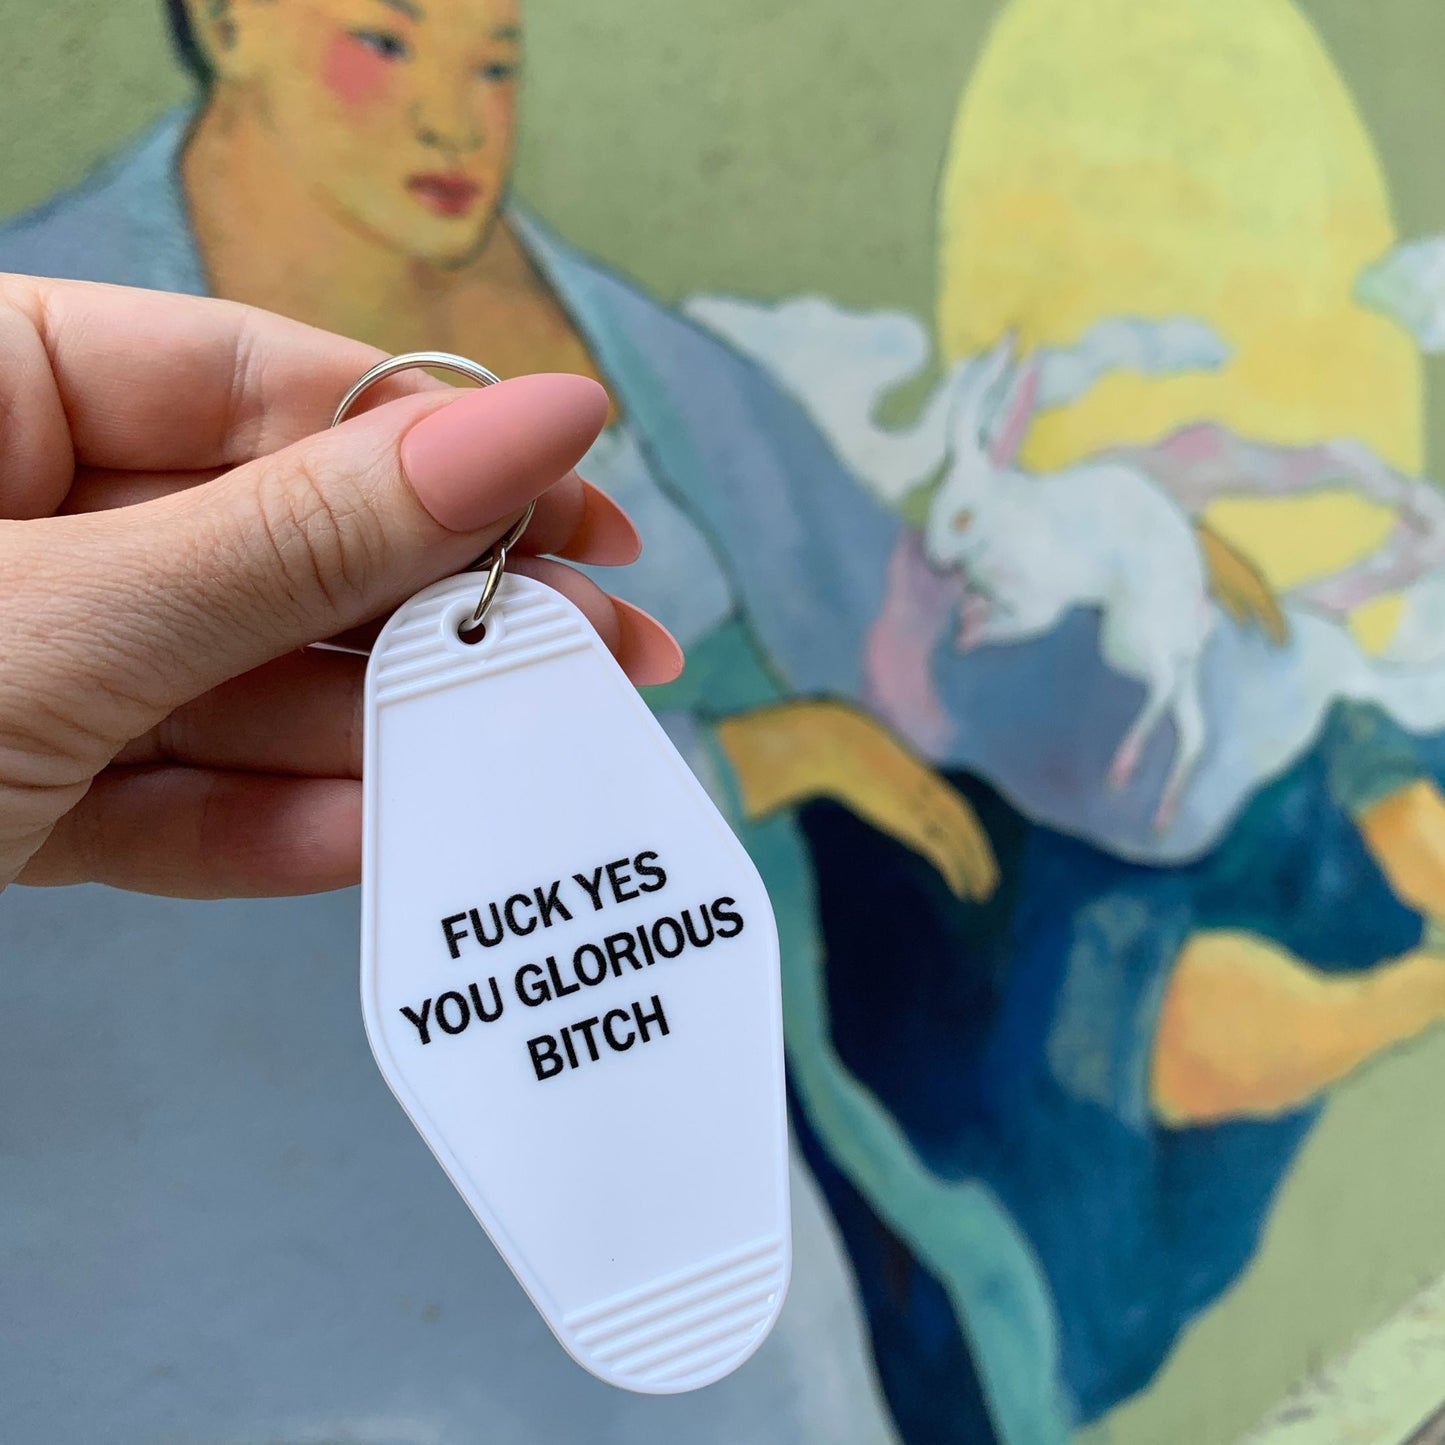 FUCK YES
YOU GLORIOUS
BITCH